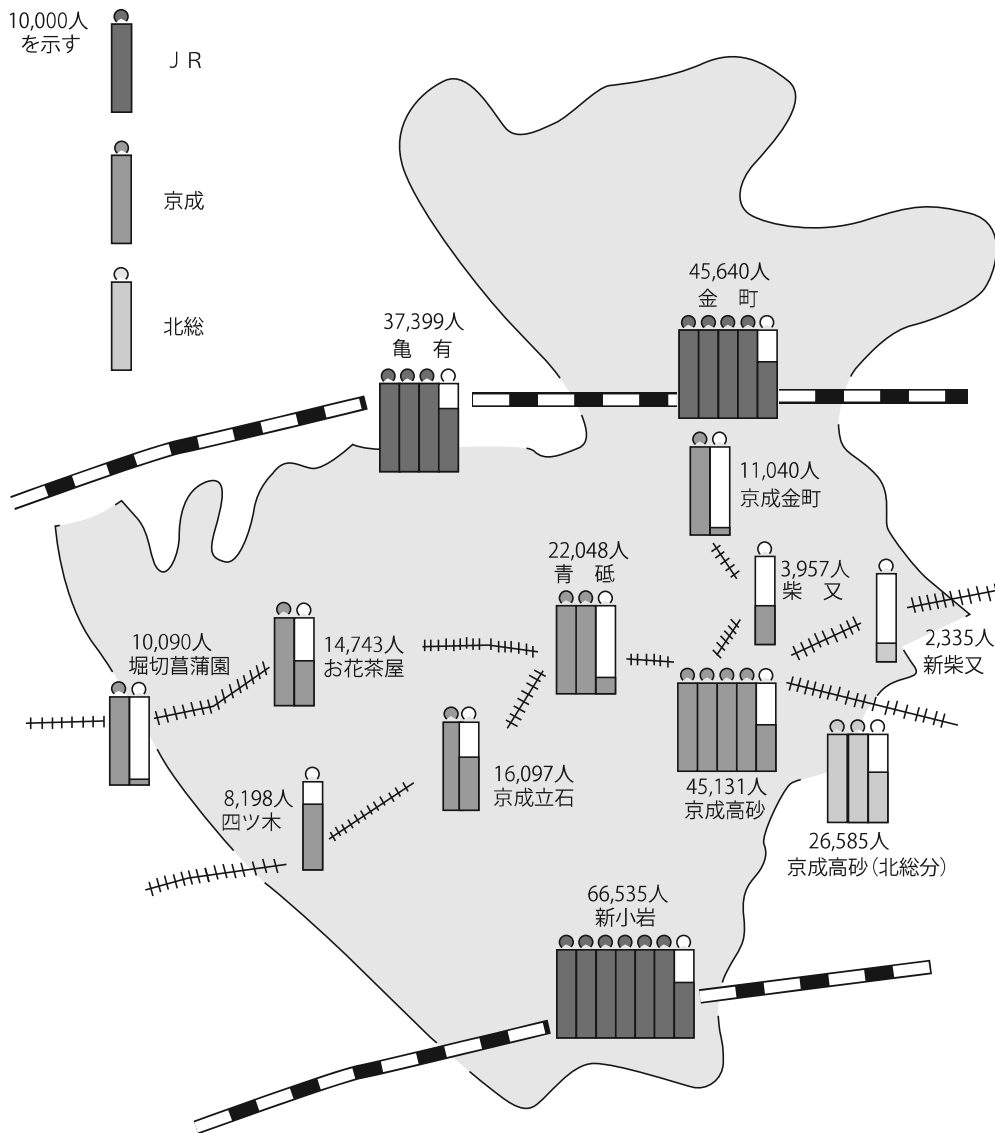 10,000人
を示す
ＪＲ
京成
北総
45,640人
金　町
37,399人
亀　有
11,040人
京成金町
22,048人
青　砥
3,957人
柴　又
2,335人
新柴又
10,090人
堀切菖蒲園
14,743人
お花茶屋
16,097人
京成立石
8,198人
四ツ木
45,131人
京成高砂
26,585人
京成高砂（北総分）
66,535人
新小岩